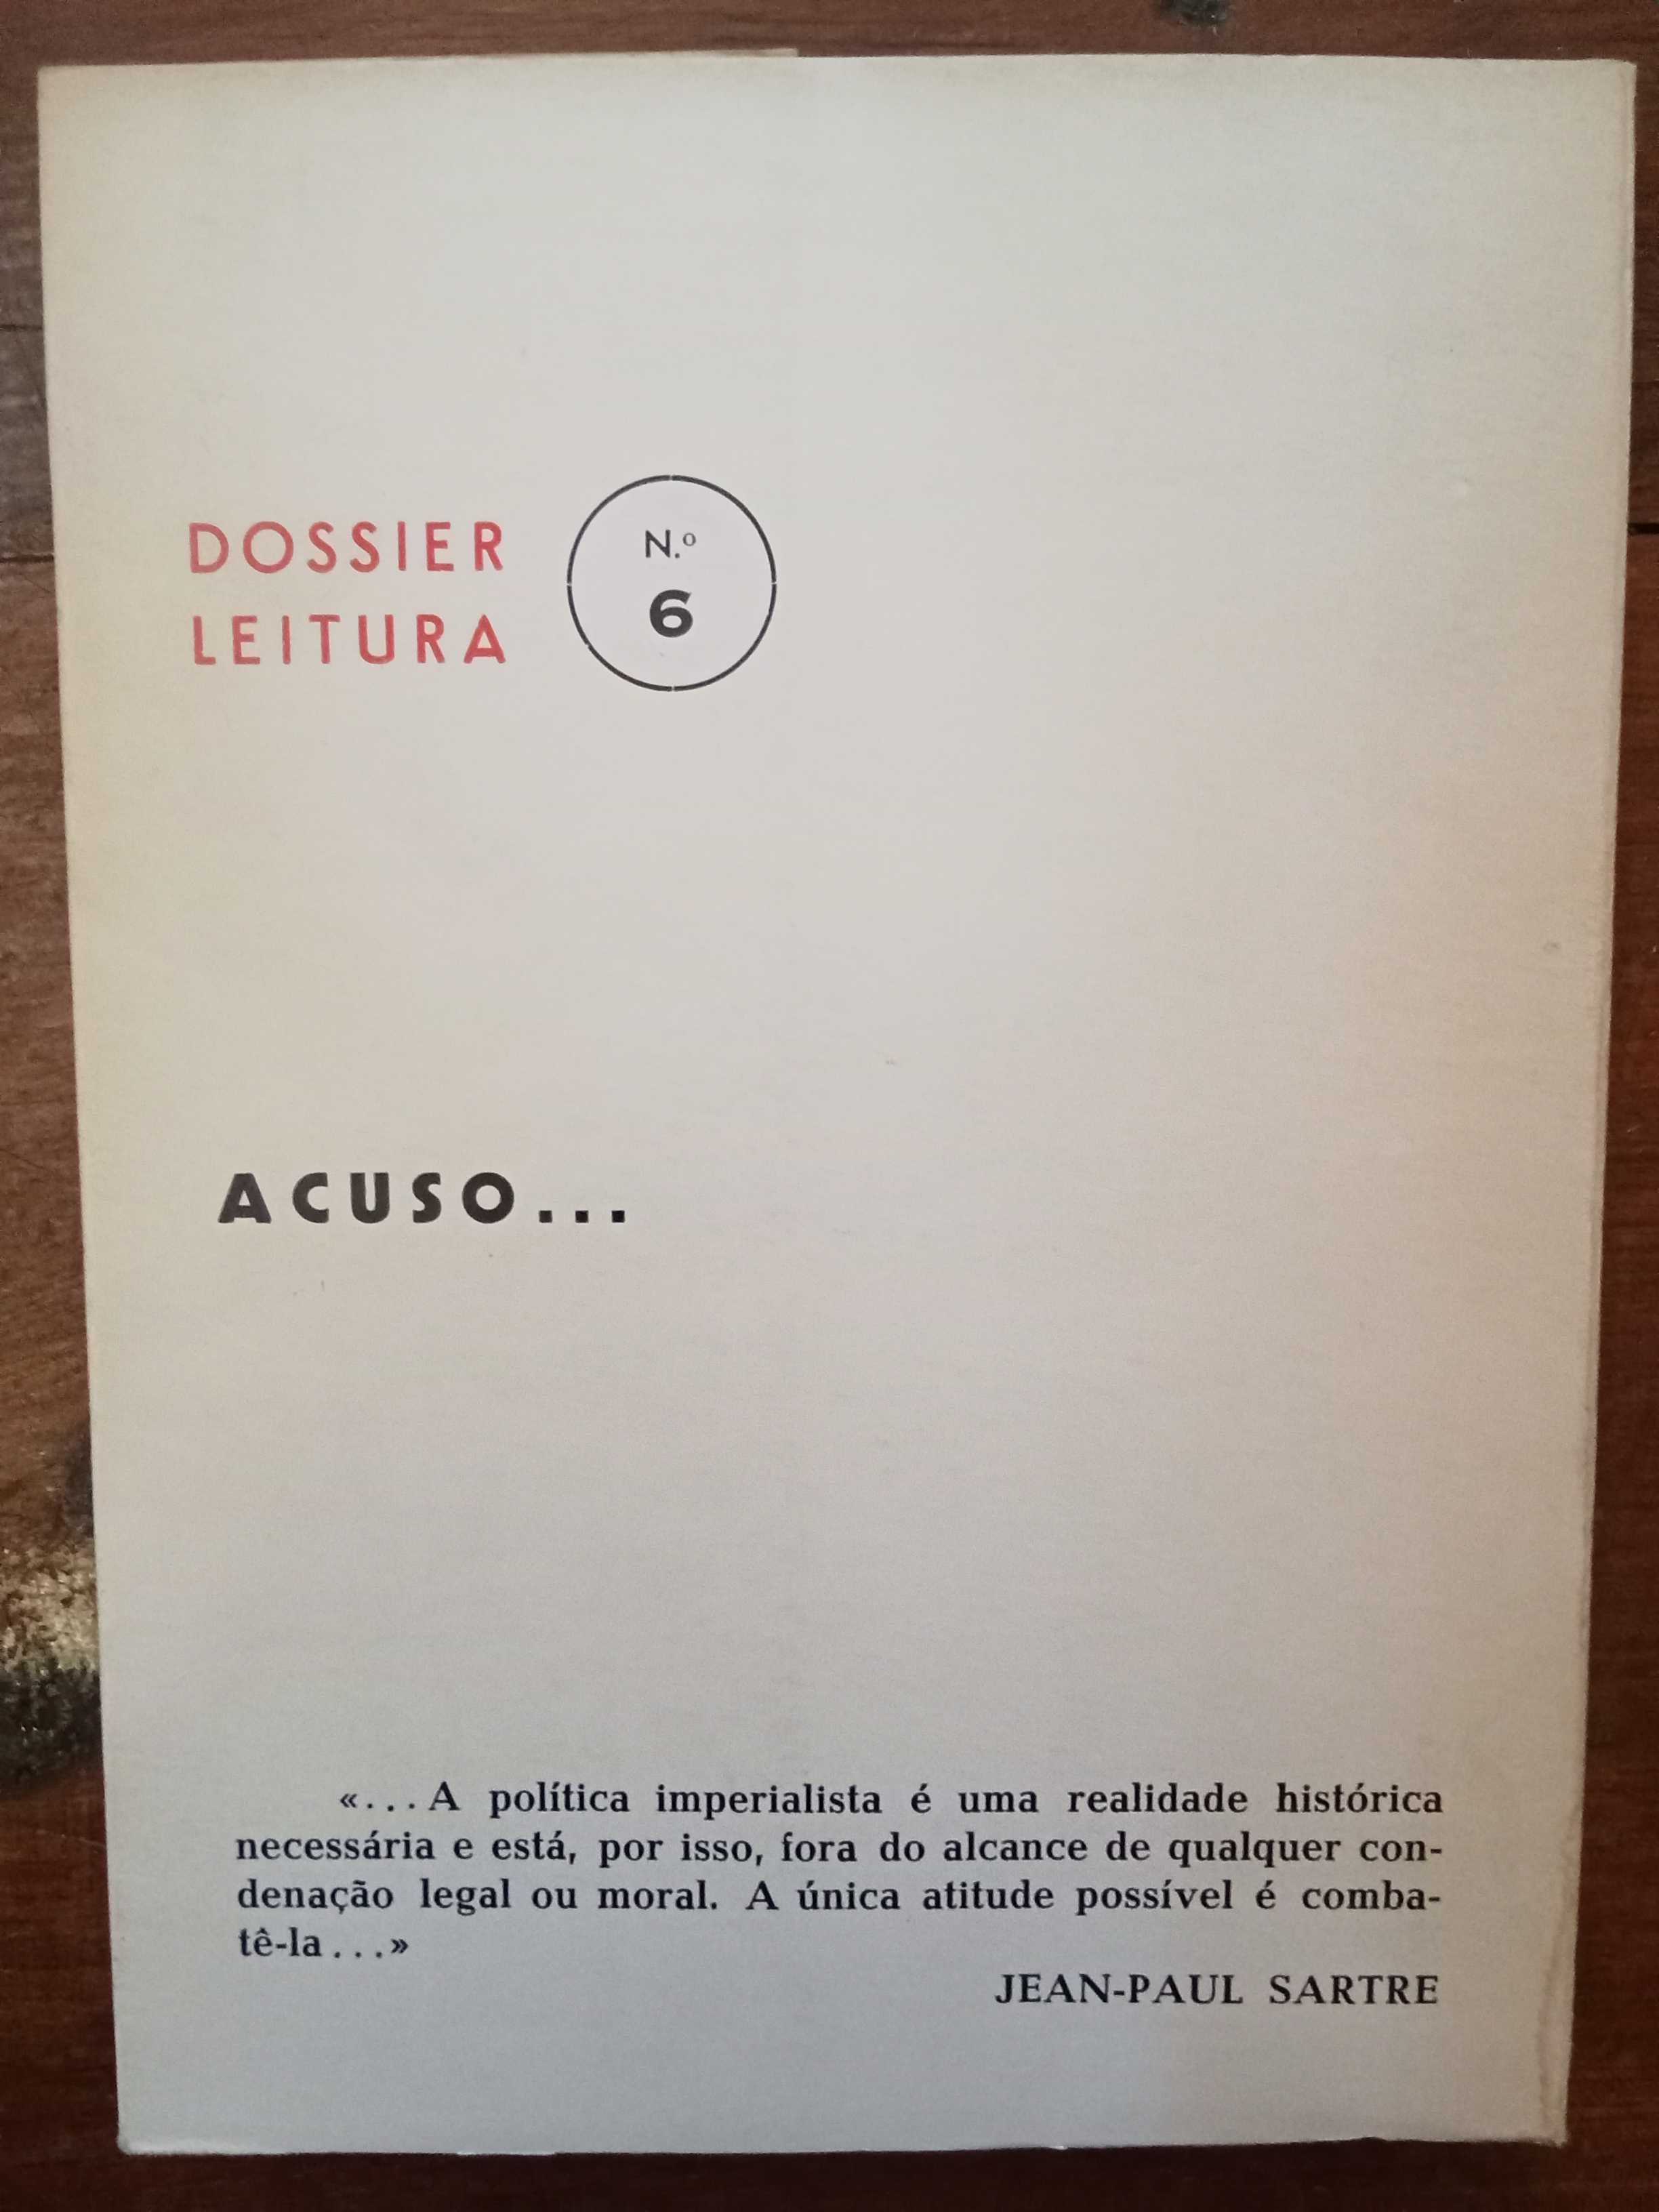 DOSSIER
LEITURA
N.º
6
ACUSO...
«...A política imperialista é uma realidade histórica
necessária e está, por isso, fora do alcance de qualquer con-
denação legal ou moral. A única atitude possível é comba-
tê-la...»
JEAN-PAUL SARTRE